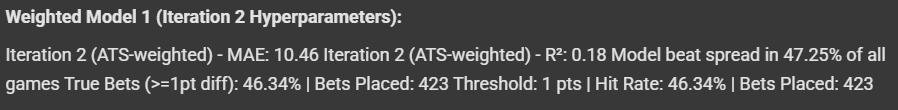 Weighted Model 1 (Iteration 2 Hyperparameters):
Iteration 2 (ATS-weighted) - MAE: 10.46 Iteration 2 (ATS-weighted) - R²: 0.18 Model beat spread in 47.25% of all
games True Bets (>=1pt diff): 46.34% | Bets Placed: 423 Threshold: 1 pts | Hit Rate: 46.34% | Bets Placed: 423